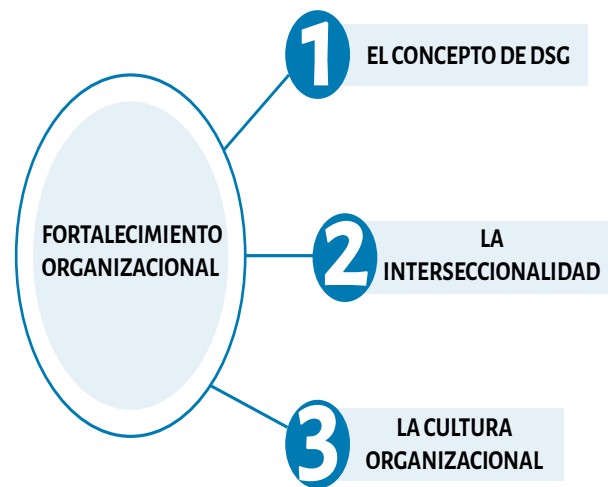 FORTALECIMIENTO
ORGANIZACIONAL
1
EL CONCEPTO DE DSG
2
LA
INTERSECCIONALIDAD
3
LA CULTURA
ORGANIZACIONAL